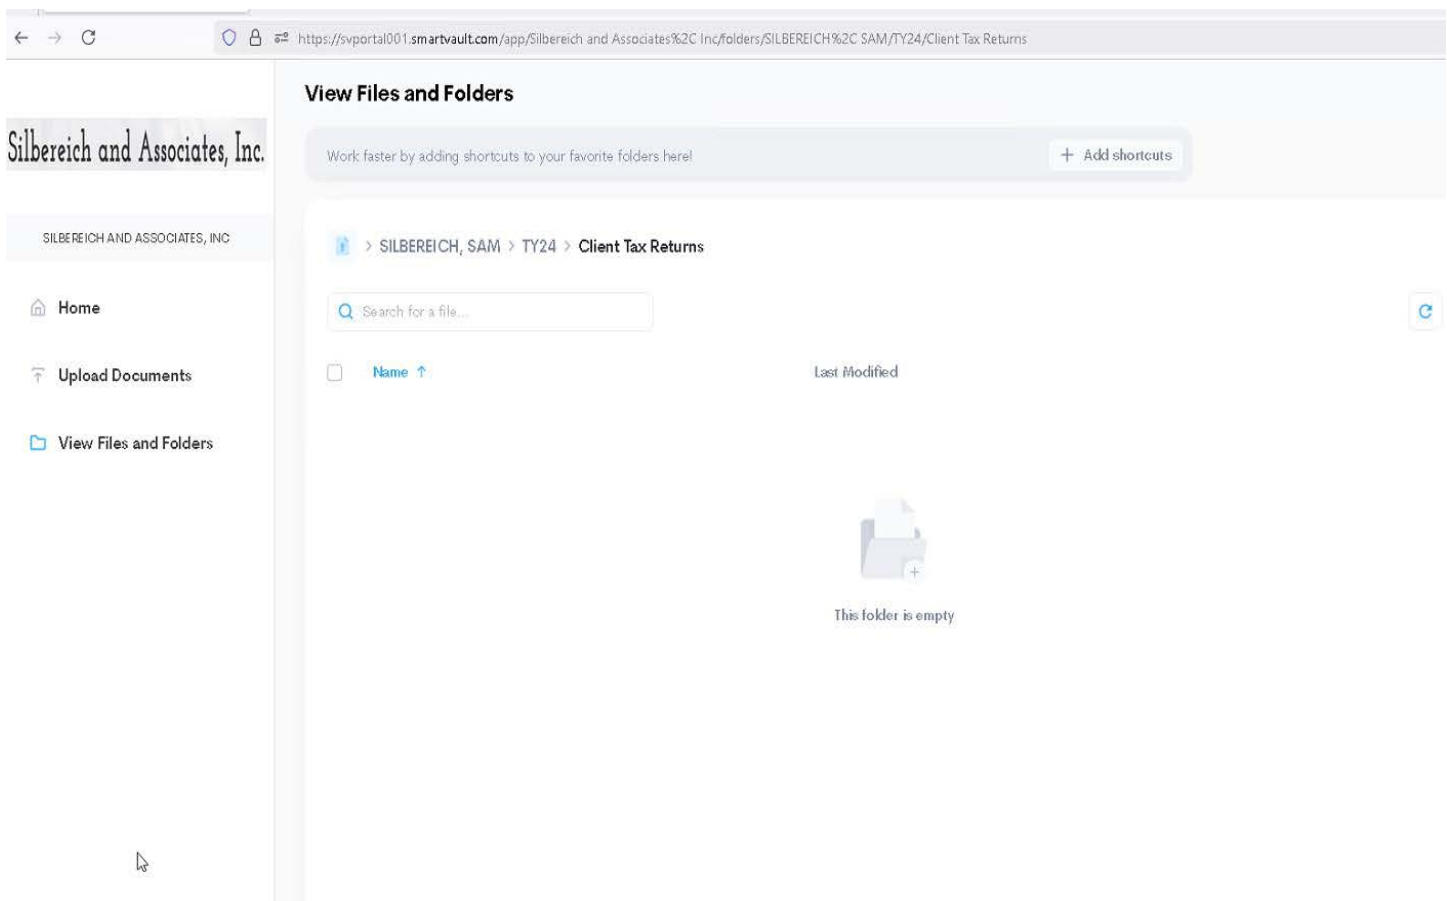 https://svportal001.smartvault.com/app/Silbereich and Associates%2C Inc/folders/SILBEREICH%2C SAM/TY24/Client Tax Returns
View Files and Folders
Silbereich and Associates, Inc.
Work faster by adding shortcuts to your favorite folders here!
+ Add shortcuts
SILBEREICH AND ASSOCIATES, INC
> SILBEREICH, SAM > TY24 > Client Tax Returns
Home
Search for a file...
Upload Documents
Name ↑
Last Modified
View Files and Folders
This folder is empty